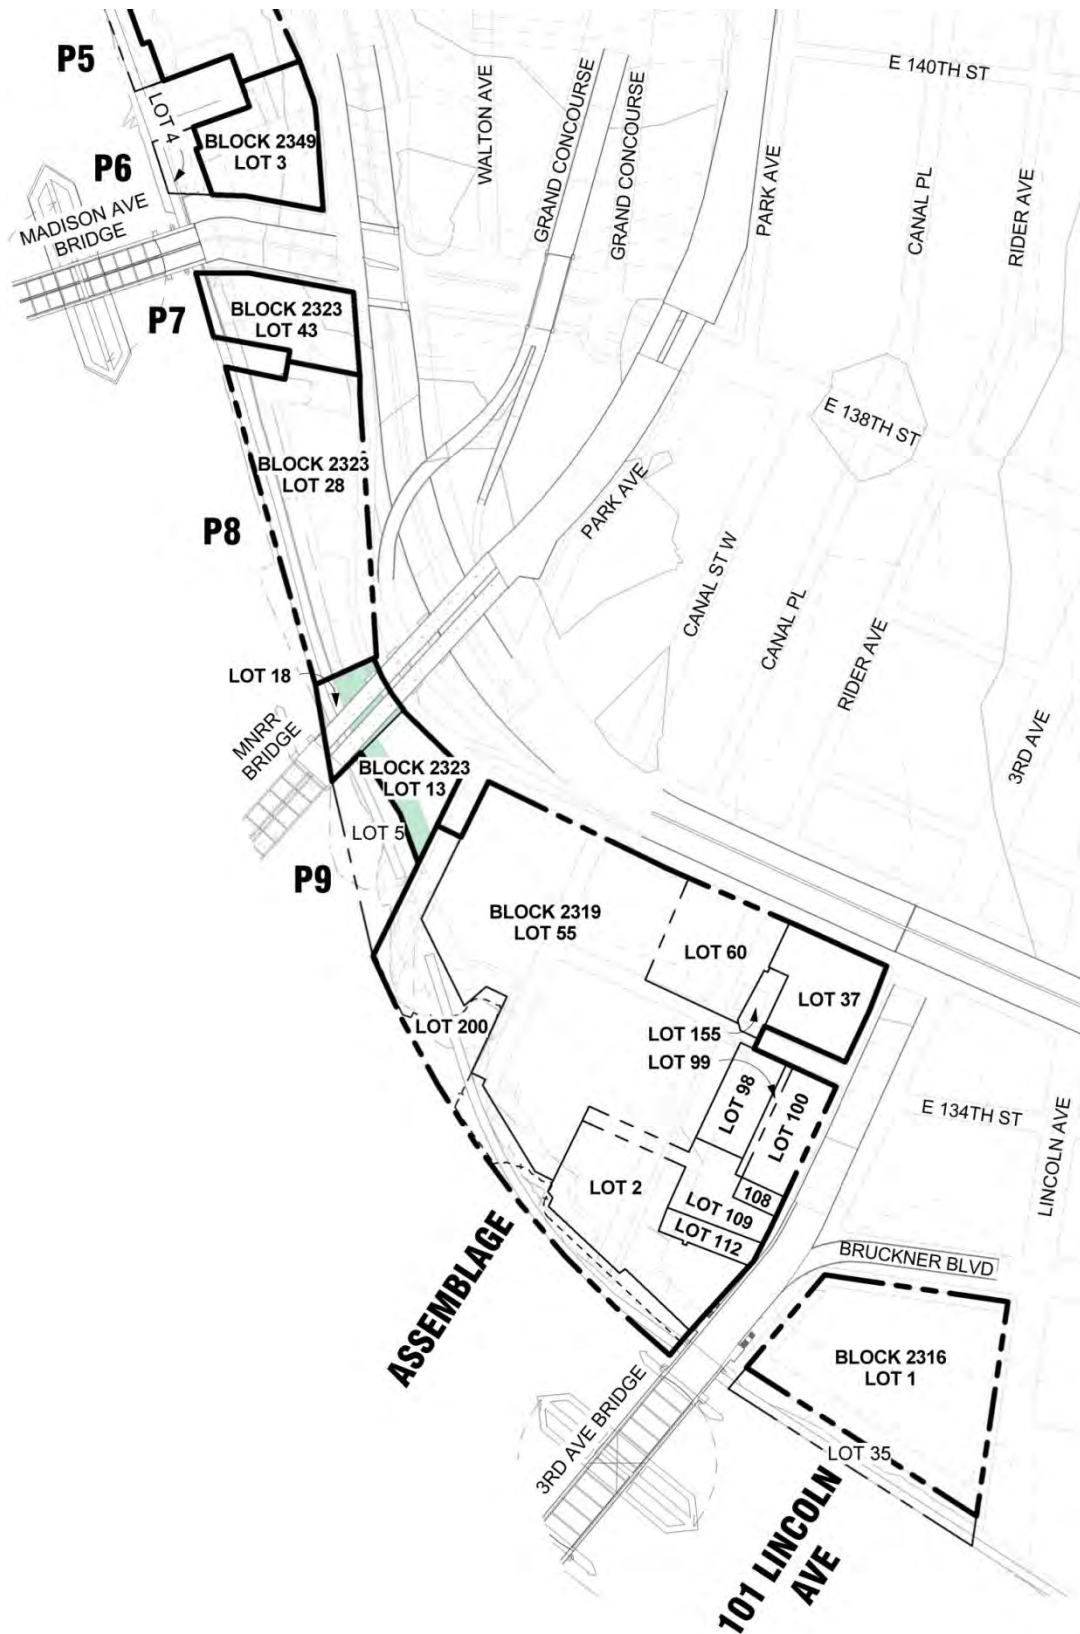 P5
LOT 4
BLOCK 2349
LOT 3
P6
MADISON AVE
BRIDGE
WALTON AVE
GRAND CONCOURSE
GRAND CONCOURSE
PARK AVE
E 140TH ST
CANAL PL
RIDER AVE
P7
BLOCK 2323
LOT 43
E 138TH ST
BLOCK 2323
LOT 28
P8
PARK AVE
CANAL ST W
CANAL PL
RIDER AVE
3RD AVE
LOT 18
MNRR
BRIDGE
BLOCK 2323
LOT 13
LOT 5
P9
BLOCK 2319
LOT 55
LOT 60
LOT 37
LOT 200
LOT 155
LOT 99
LOT 98
LOT 100
E 134TH ST
LINCOLN AVE
LOT 2
108
LOT 109
LOT 112
ASSEMBLAGE
BRUCKNER BLVD
BLOCK 2316
LOT 1
3RD AVE BRIDGE
LOT 35
101 LINCOLN
AVE